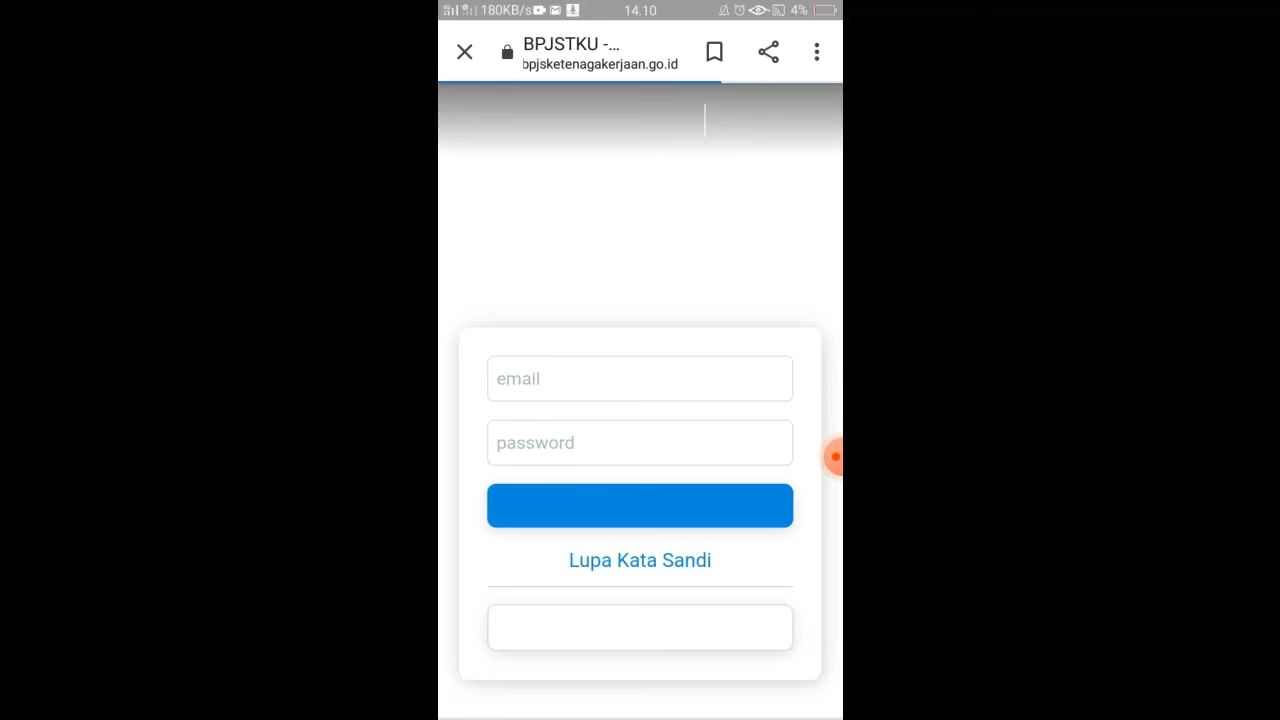 180KB/s 14.10 4%
BPJSTKU -...
bpjsketenagakerjaan.go.id
email
password
Lupa Kata Sandi